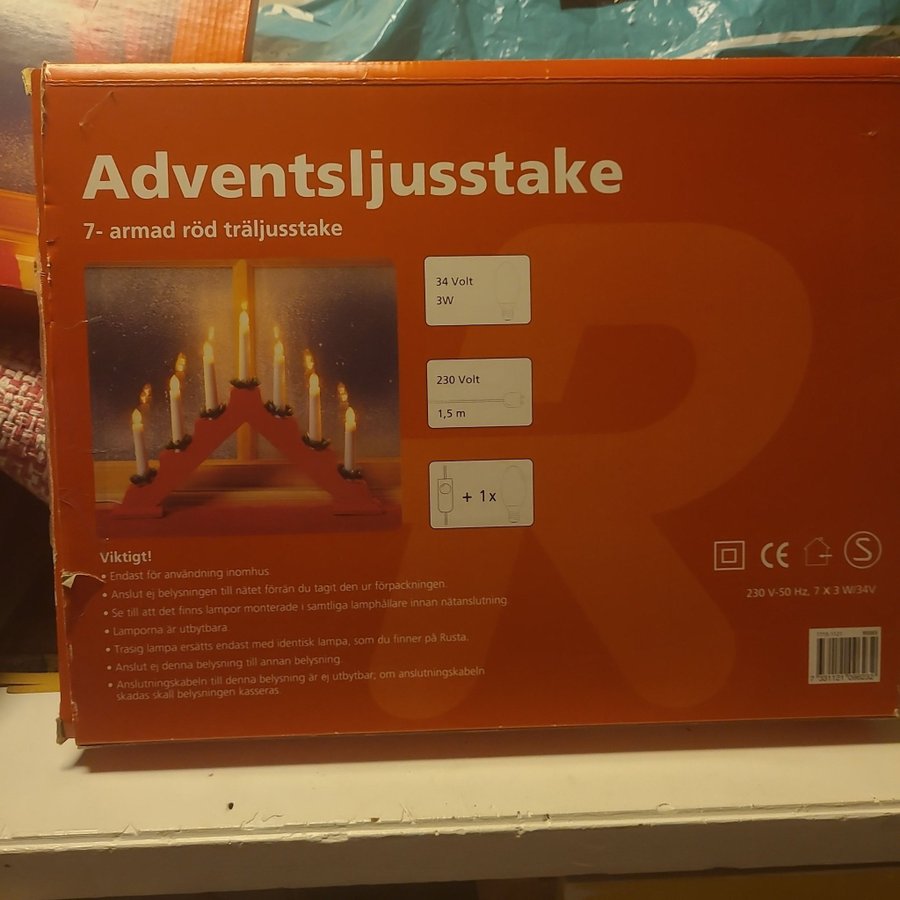 Adventsljusstake
7- armad röd träljusstake
34 Volt
3W
230 Volt
1,5 m
+ 1x
Viktigt!
• Endast för användning inomhus
• Anslut ej belysningen till nätet förrän du tagit den ur förpackningen.
• Se till att det finns lampor monterade i samtliga lamphållare innan nätanslutning.
• Lamporna är utbytbara.
• Trasig lampa ersätts endast med identisk lampa, som du finner på Rusta.
• Anslut ej denna belysning till annan belysning.
• Anslutningskabeln till denna belysning är ej utbytbar, om anslutningskabeln
skadas skall belysningen kasseras.
R
CE
S
230 V-50 Hz, 7 X 3 W/34V